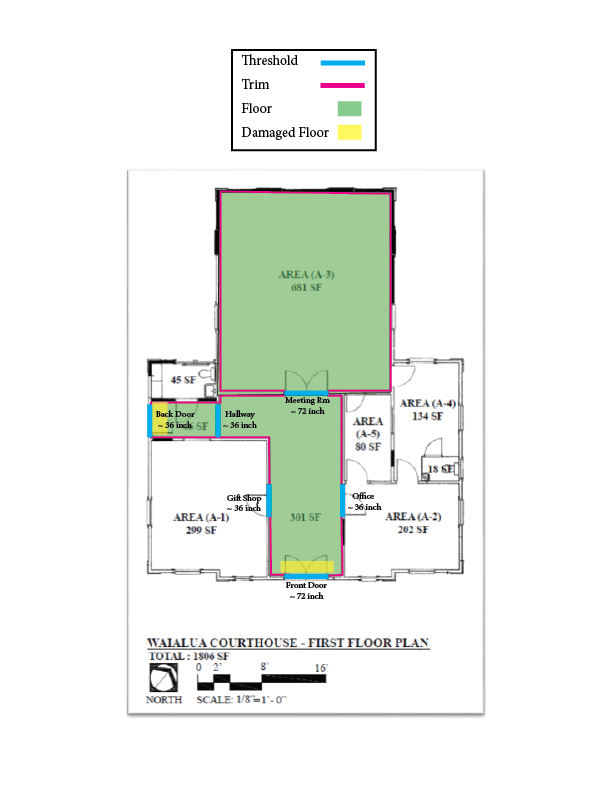 Threshold
Trim
Floor
Damaged Floor
AREA (A-3)
681 SF
45 SF
Meeting Rm
~ 72 inch
AREA (A-4)
134 SF
Back Door
~ 36 inch
SF
Hallway
~ 36 inch
AREA
(A-5)
80 SF
18 SF
Gift Shop
~ 36 inch
Office
~ 36 inch
AREA (A-1)
299 SF
301 SF
AREA (A-2)
202 SF
Front Door
~ 72 inch
WAIALUA COURTHOUSE - FIRST FLOOR PLAN
TOTAL : 1806 SF
0 2' 8' 16'
NORTH SCALE: 1/8"=1'- 0"